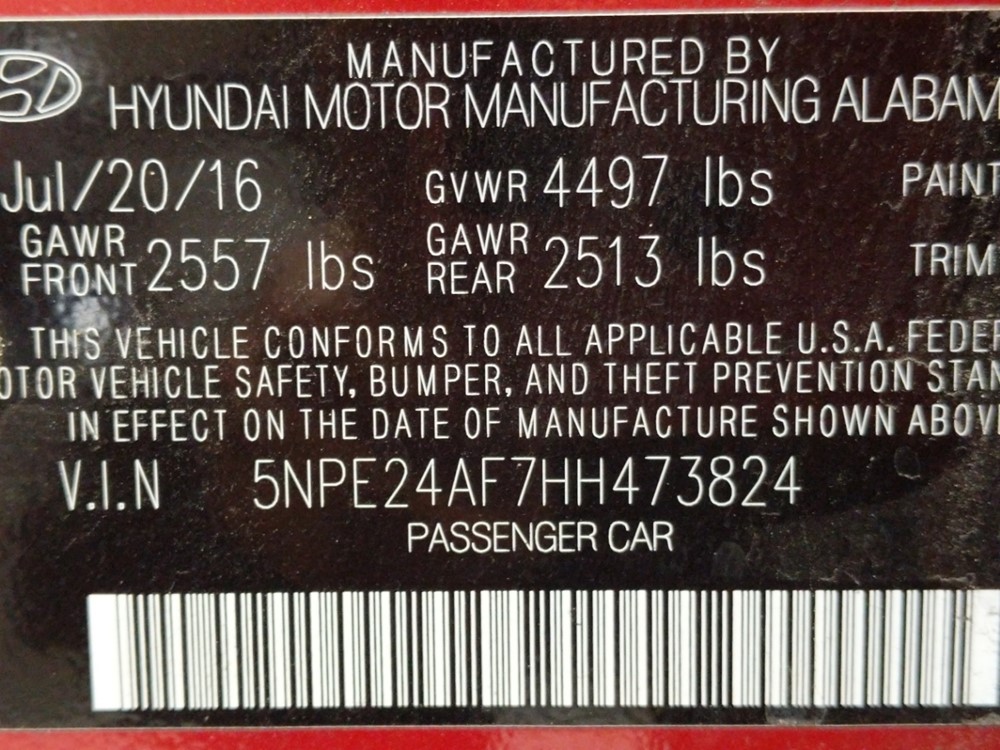 MANUFACTURED BY
HYUNDAI MOTOR MANUFACTURING ALABAM
Jul/20/16 GVWR 4497 lbs PAINT
GAWR FRONT 2557 lbs GAWR REAR 2513 lbs TRIM
THIS VEHICLE CONFORMS TO ALL APPLICABLE U.S.A. FEDER
OTOR VEHICLE SAFETY, BUMPER, AND THEFT PREVENTION STAN
IN EFFECT ON THE DATE OF MANUFACTURE SHOWN ABOVE
V.I.N 5NPE24AF7HH473824
PASSENGER CAR